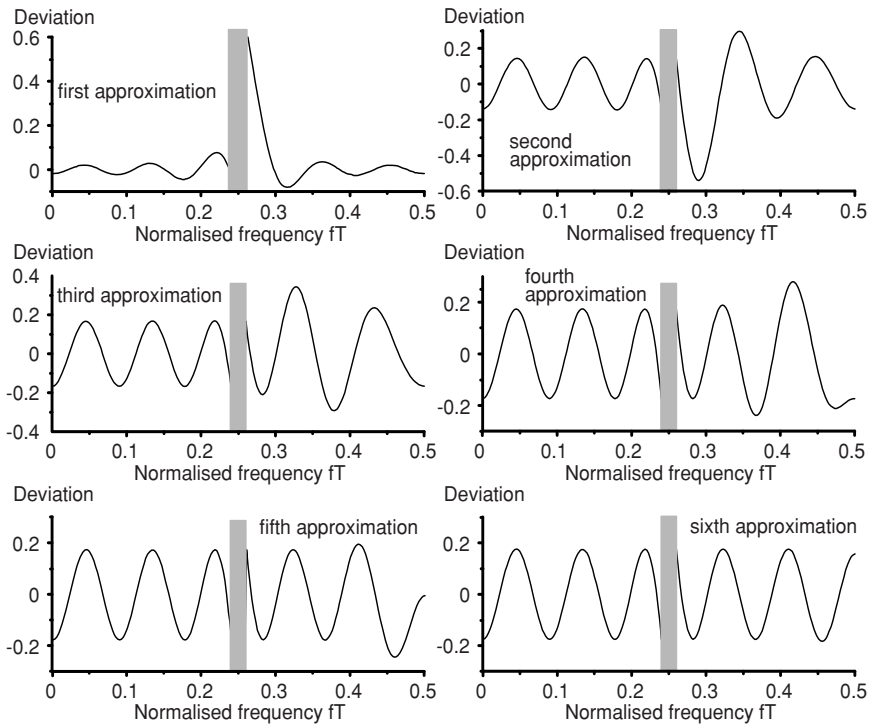 Deviation
0.6
0.4
0.2
0
first approximation
0 0.1 0.2 0.3 0.4 0.5
Normalised frequency fT
Deviation
0.2
0
-0.2
-0.4
-0.6
second
approximation
0 0.1 0.2 0.3 0.4 0.5
Normalised frequency fT
Deviation
0.4
0.2
0
-0.2
-0.4
third approximation
0 0.1 0.2 0.3 0.4 0.5
Normalised frequency fT
Deviation
0.2
0
-0.2
fourth
approximation
0 0.1 0.2 0.3 0.4 0.5
Normalised frequency fT
Deviation
0.2
0
-0.2
fifth approximation
0 0.1 0.2 0.3 0.4 0.5
Normalised frequency fT
Deviation
0.2
0
-0.2
sixth approximation
0 0.1 0.2 0.3 0.4 0.5
Normalised frequency fT